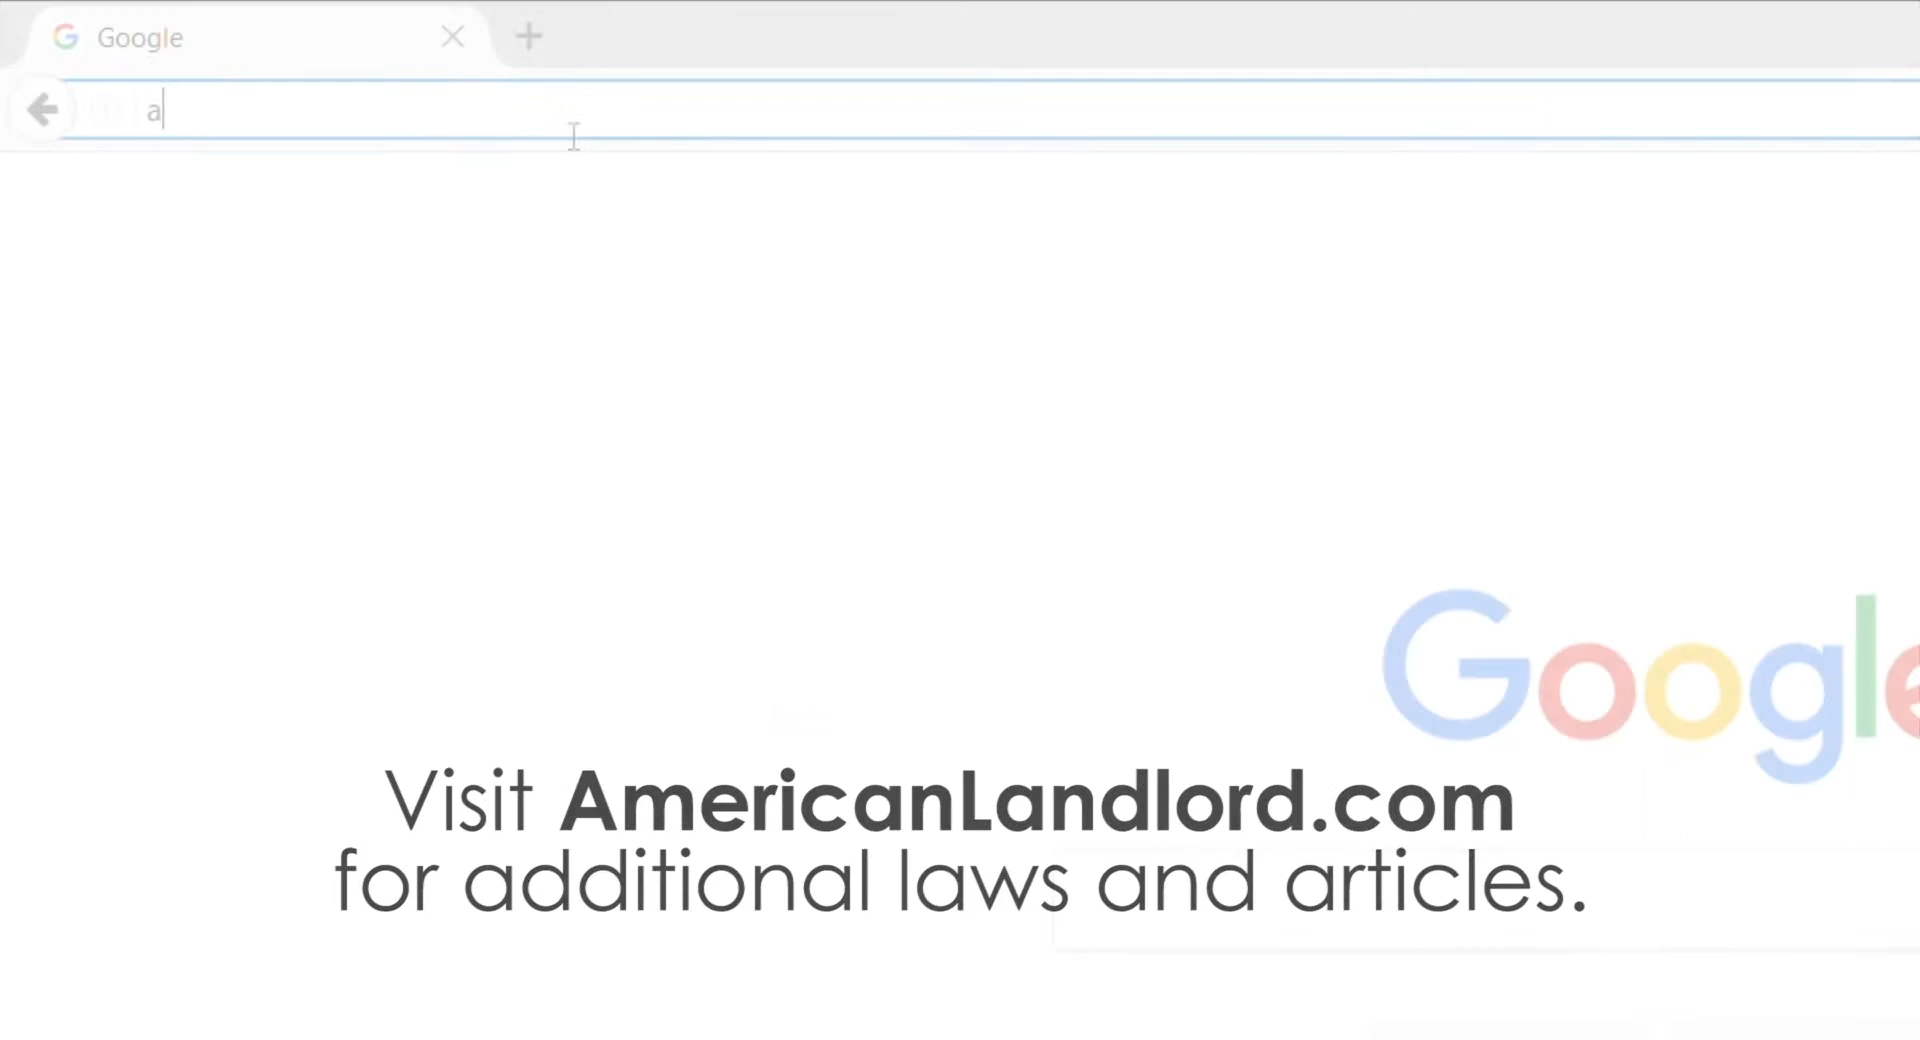 Google
a
Google
Visit AmericanLandlord.com
for additional laws and articles.